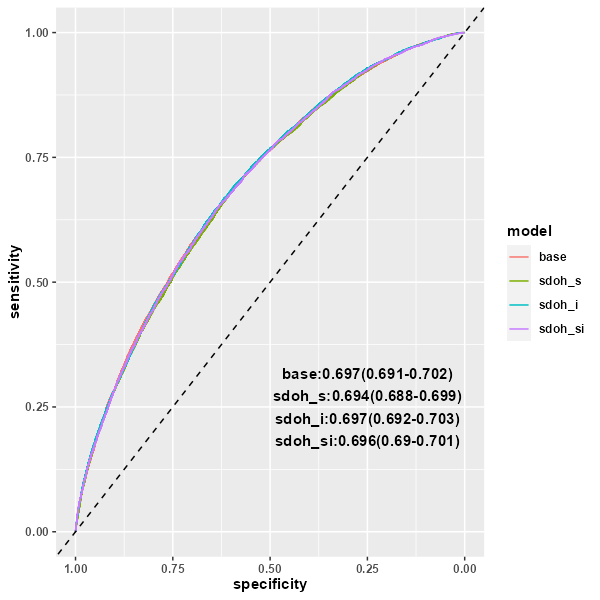 1.00
0.75
0.50
0.25
0.00
sensitivity
base:0.697(0.691-0.702)
sdoh_s:0.694(0.688-0.699)
sdoh_i:0.697(0.692-0.703)
sdoh_si:0.696(0.69-0.701)
1.00 0.75 0.50 0.25 0.00
specificity
model
base
sdoh_s
sdoh_i
sdoh_si